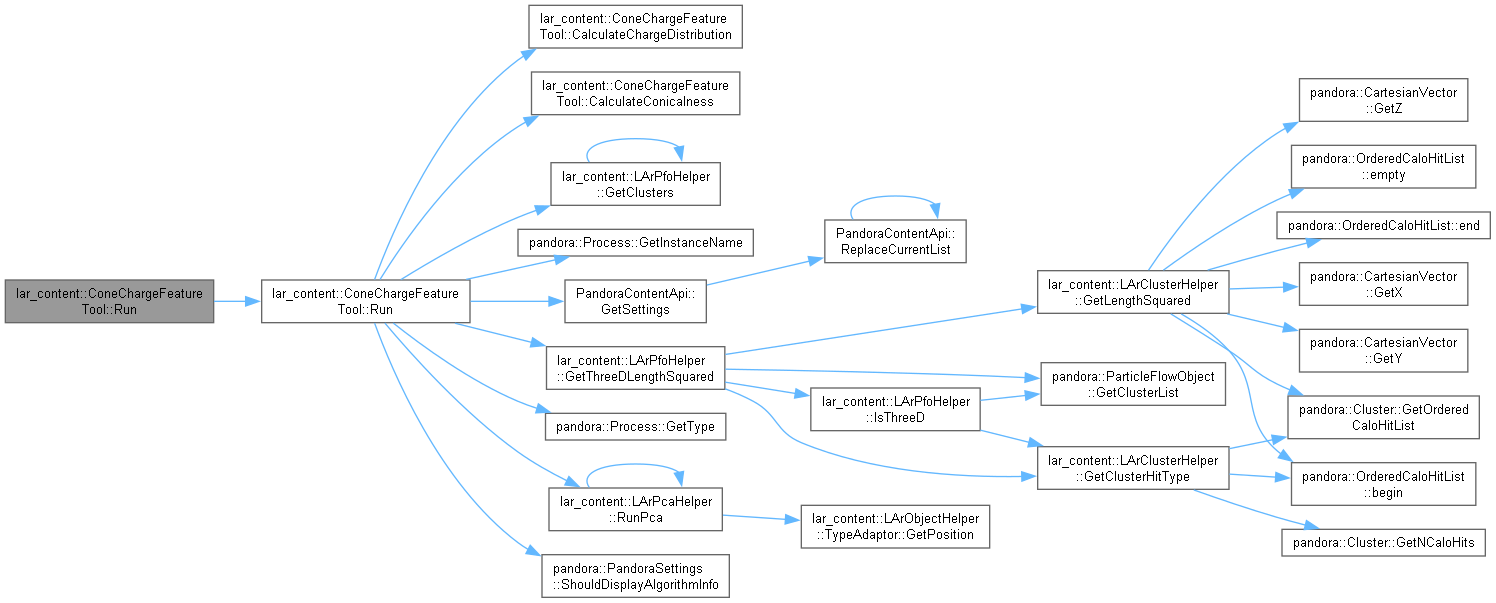 lar_content::ConeChargeFeature
Tool::Run
lar_content::ConeChargeFeature
Tool::Run
lar_content::ConeChargeFeature
Tool::CalculateChargeDistribution
lar_content::ConeChargeFeature
Tool::CalculateConicalness
lar_content::LArPfoHelper
::GetClusters
pandora::Process::GetInstanceName
PandoraContentApi::
GetSettings
lar_content::LArPfoHelper
::GetThreeDLengthSquared
pandora::Process::GetType
lar_content::LArPcaHelper
::RunPca
pandora::PandoraSettings
::ShouldDisplayAlgorithmInfo
PandoraContentApi::
ReplaceCurrentList
lar_content::LArPfoHelper
::IsThreeD
lar_content::LArObjectHelper
::TypeAdaptor::GetPosition
lar_content::LArClusterHelper
::GetLengthSquared
pandora::ParticleFlowObject
::GetClusterList
lar_content::LArClusterHelper
::GetClusterHitType
pandora::CartesianVector
::GetZ
pandora::OrderedCaloHitList
::empty
pandora::OrderedCaloHitList::end
pandora::CartesianVector
::GetX
pandora::CartesianVector
::GetY
pandora::Cluster::GetOrdered
CaloHitList
pandora::OrderedCaloHitList
::begin
pandora::Cluster::GetNCaloHits